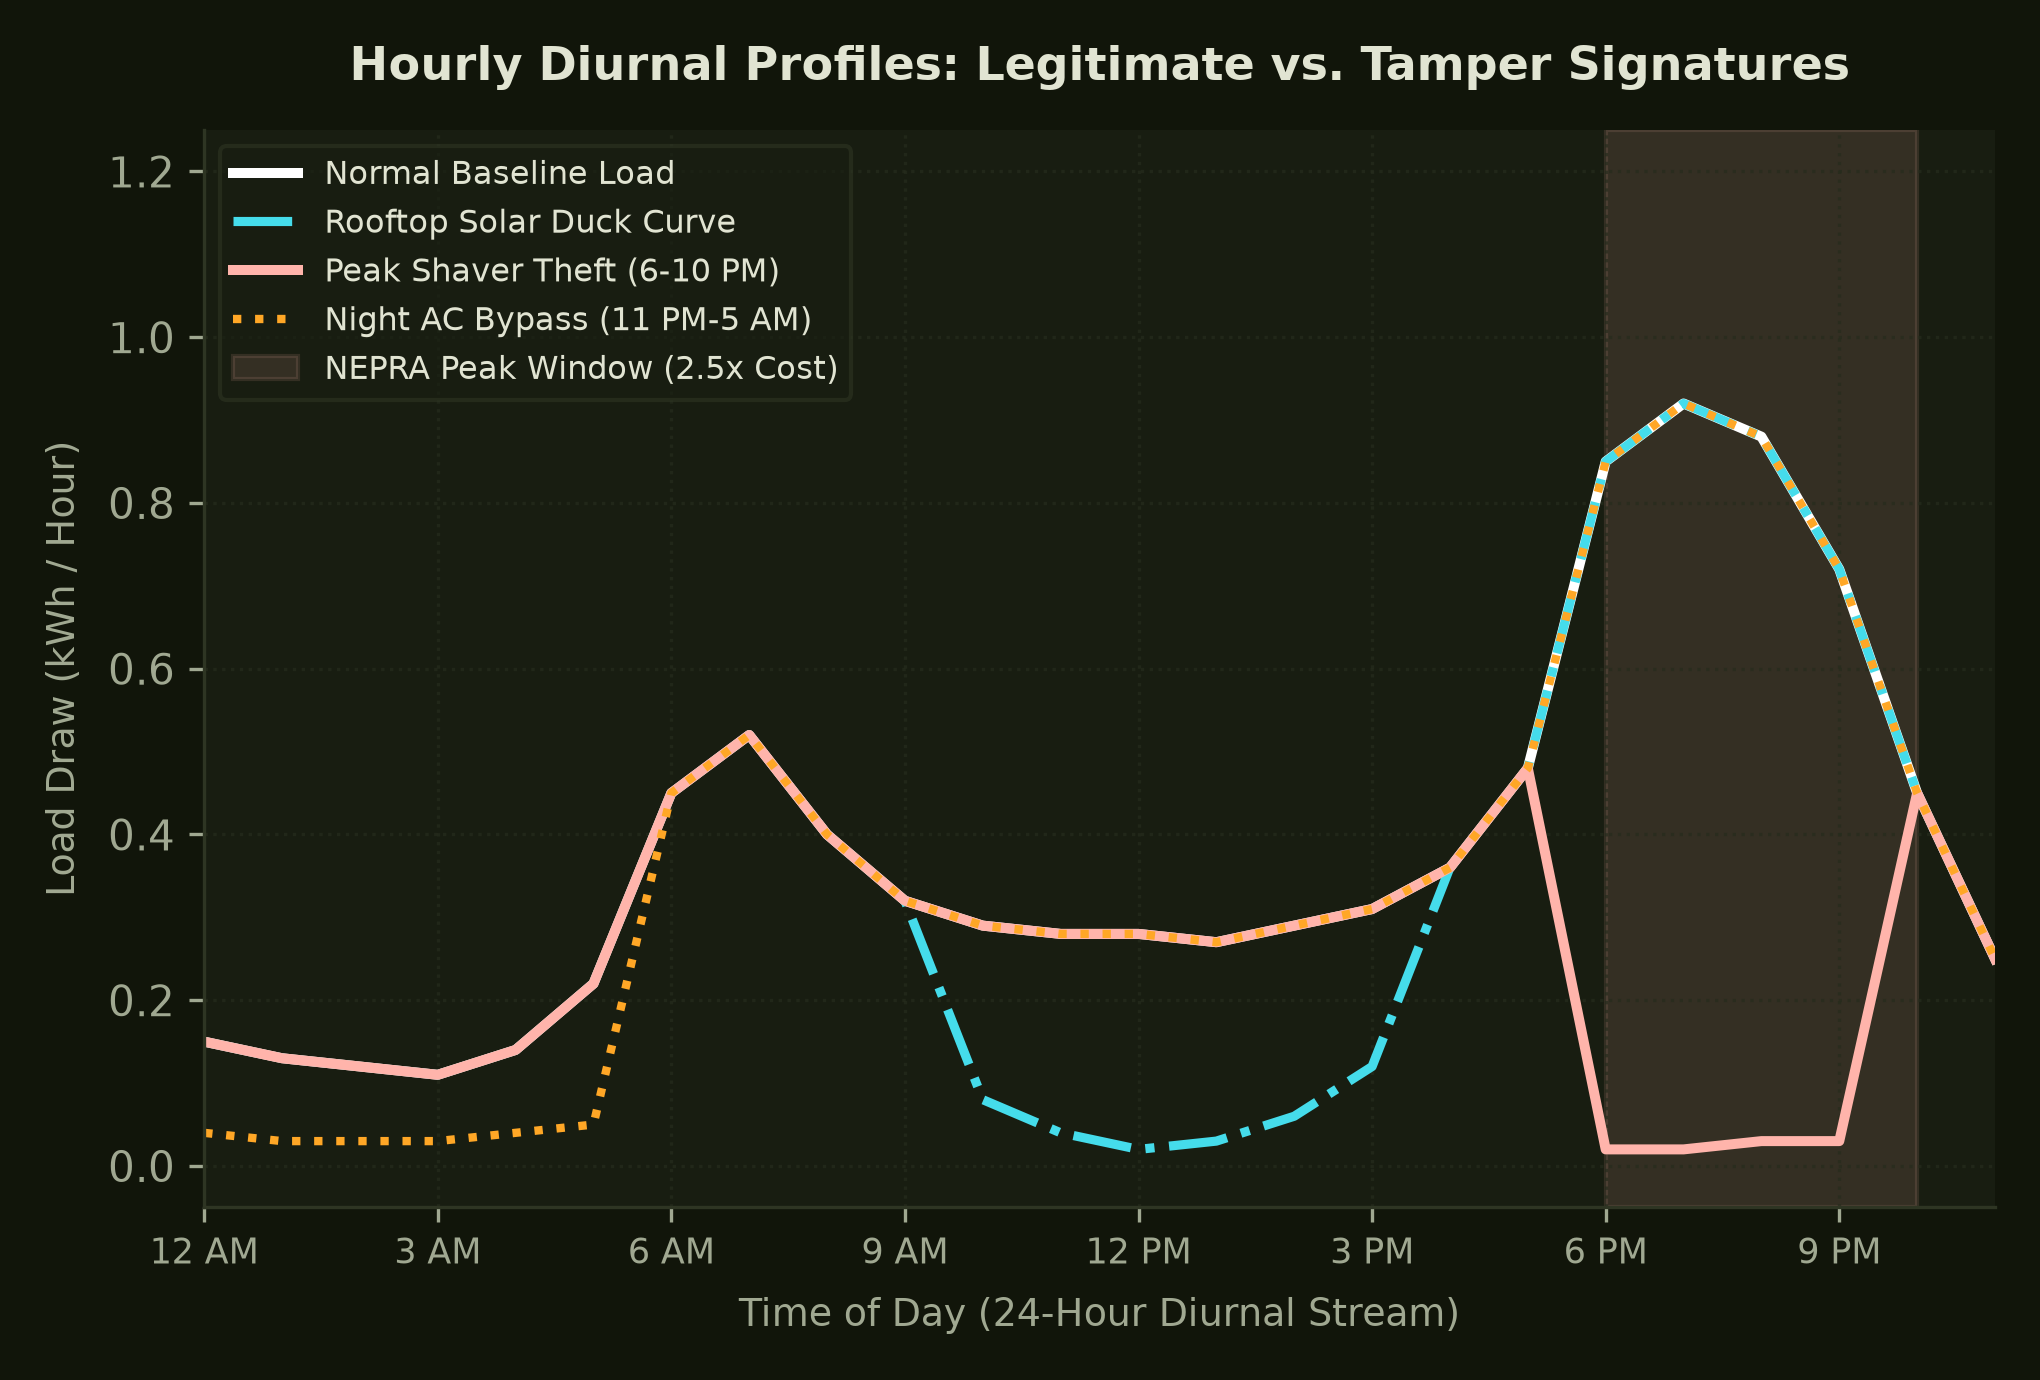 Hourly Diurnal Profiles: Legitimate vs. Tamper Signatures
Normal Baseline Load
Rooftop Solar Duck Curve
Peak Shaver Theft (6-10 PM)
Night AC Bypass (11 PM-5 AM)
NEPRA Peak Window (2.5x Cost)
Load Draw (kWh / Hour)
1.2
1.0
0.8
0.6
0.4
0.2
0.0
12 AM 3 AM 6 AM 9 AM 12 PM 3 PM 6 PM 9 PM
Time of Day (24-Hour Diurnal Stream)